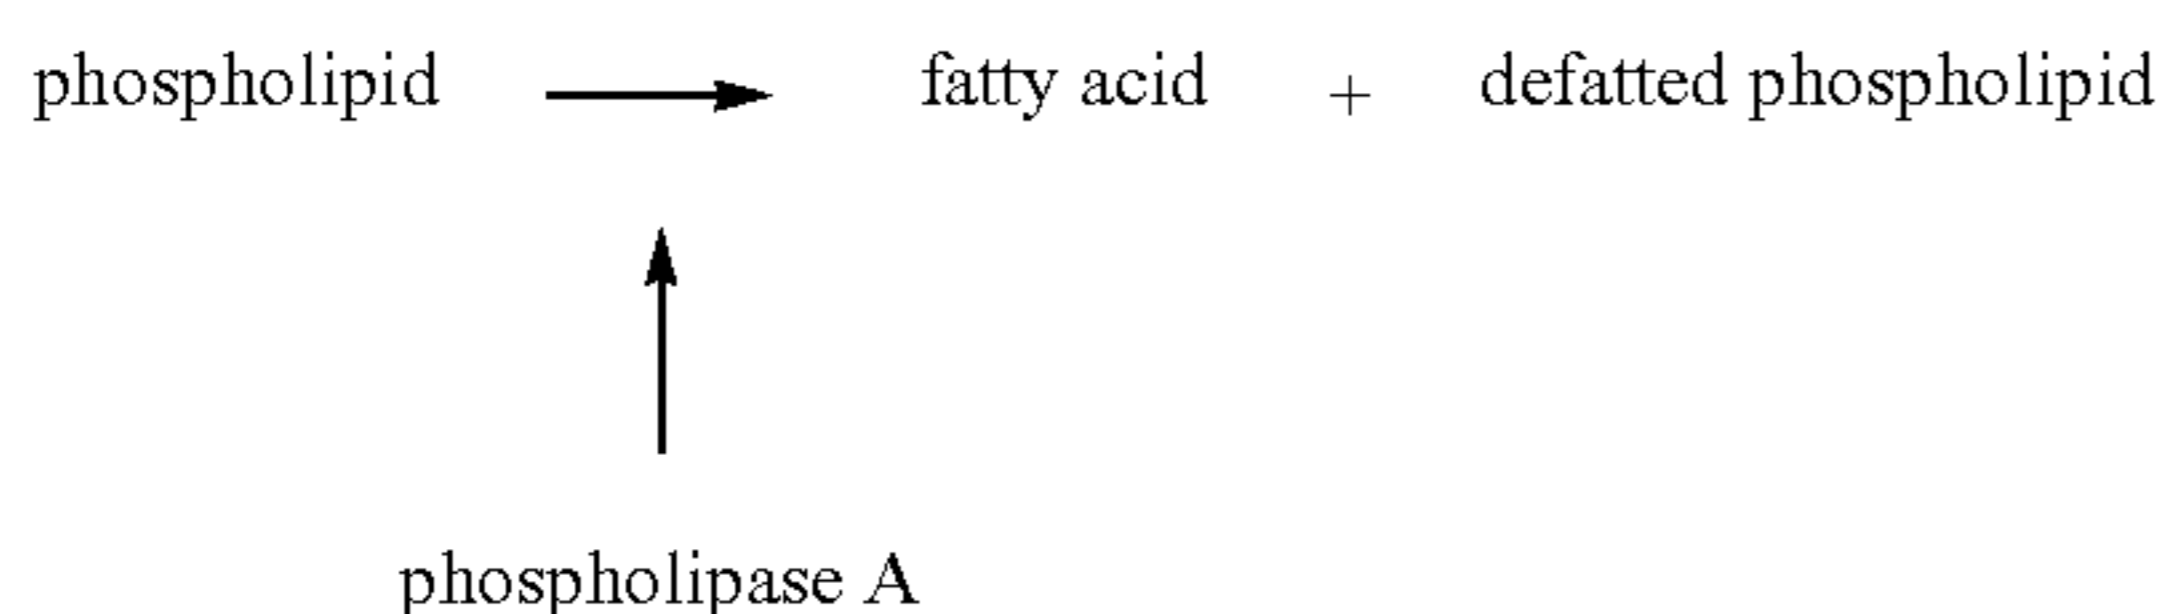 phospholipid fatty acid + defatted phospholipid
phospholipase A